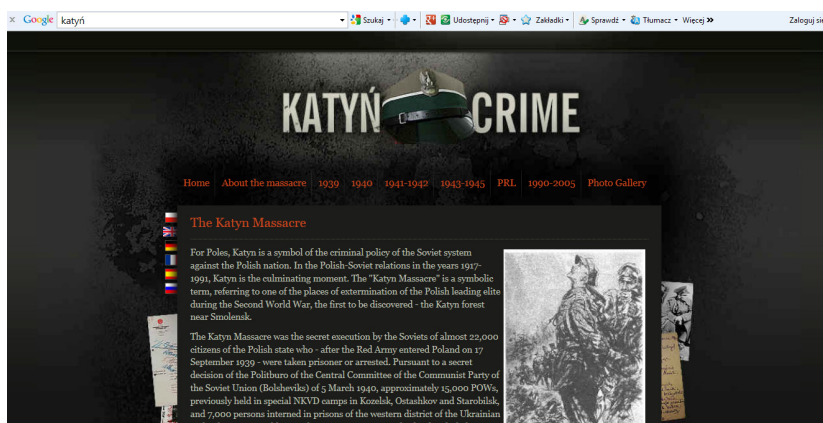 × Google katyń Szukaj Udostępnij Zakładki Sprawdź Tłumacz Więcej Zaloguj się
KATYŃ CRIME
Home About the massacre 1939 1940 1941-1942 1943-1945 PRL 1990-2005 Photo Gallery
The Katyn Massacre
For Poles, Katyn is a symbol of the criminal policy of the Soviet system
against the Polish nation. In the Polish-Soviet relations in the years 1917-
1991, Katyn is the culminating moment. The "Katyn Massacre" is a symbolic
term, referring to one of the places of extermination of the Polish leading elite
during the Second World War, the first to be discovered - the Katyn forest
near Smolensk.
The Katyn Massacre was the secret execution by the Soviets of almost 22,000
citizens of the Polish state who - after the Red Army entered Poland on 17
September 1939 - were taken prisoner or arrested. Pursuant to a secret
decision of the Politburo of the Central Committee of the Communist Party of
the Soviet Union (Bolsheviks) of 5 March 1940, approximately 15,000 POWs,
previously held in special NKVD camps in Kozelsk, Ostashkov and Starobilsk,
and 7,000 persons interned in prisons of the western district of the Ukrainian